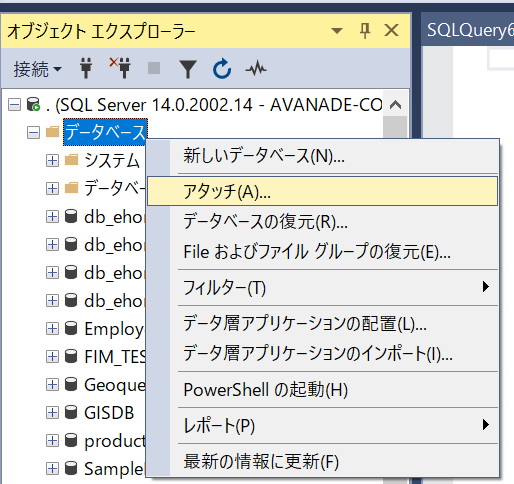 オブジェクト エクスプローラー
SQLQuery6
接続
. (SQL Server 14.0.2002.14 - AVANADE-CO
データベース
システム
データベ
db_ehor
db_ehor
db_ehor
db_ehor
Employ
FIM_TES
Geoque
GISDB
product
Sample
新しいデータベース(N)...
アタッチ(A)...
データベースの復元(R)...
File およびファイル グループの復元(E)...
フィルター(T)
データ層アプリケーションの配置(L)...
データ層アプリケーションのインポート(I)...
PowerShell の起動(H)
レポート(P)
最新の情報に更新(F)